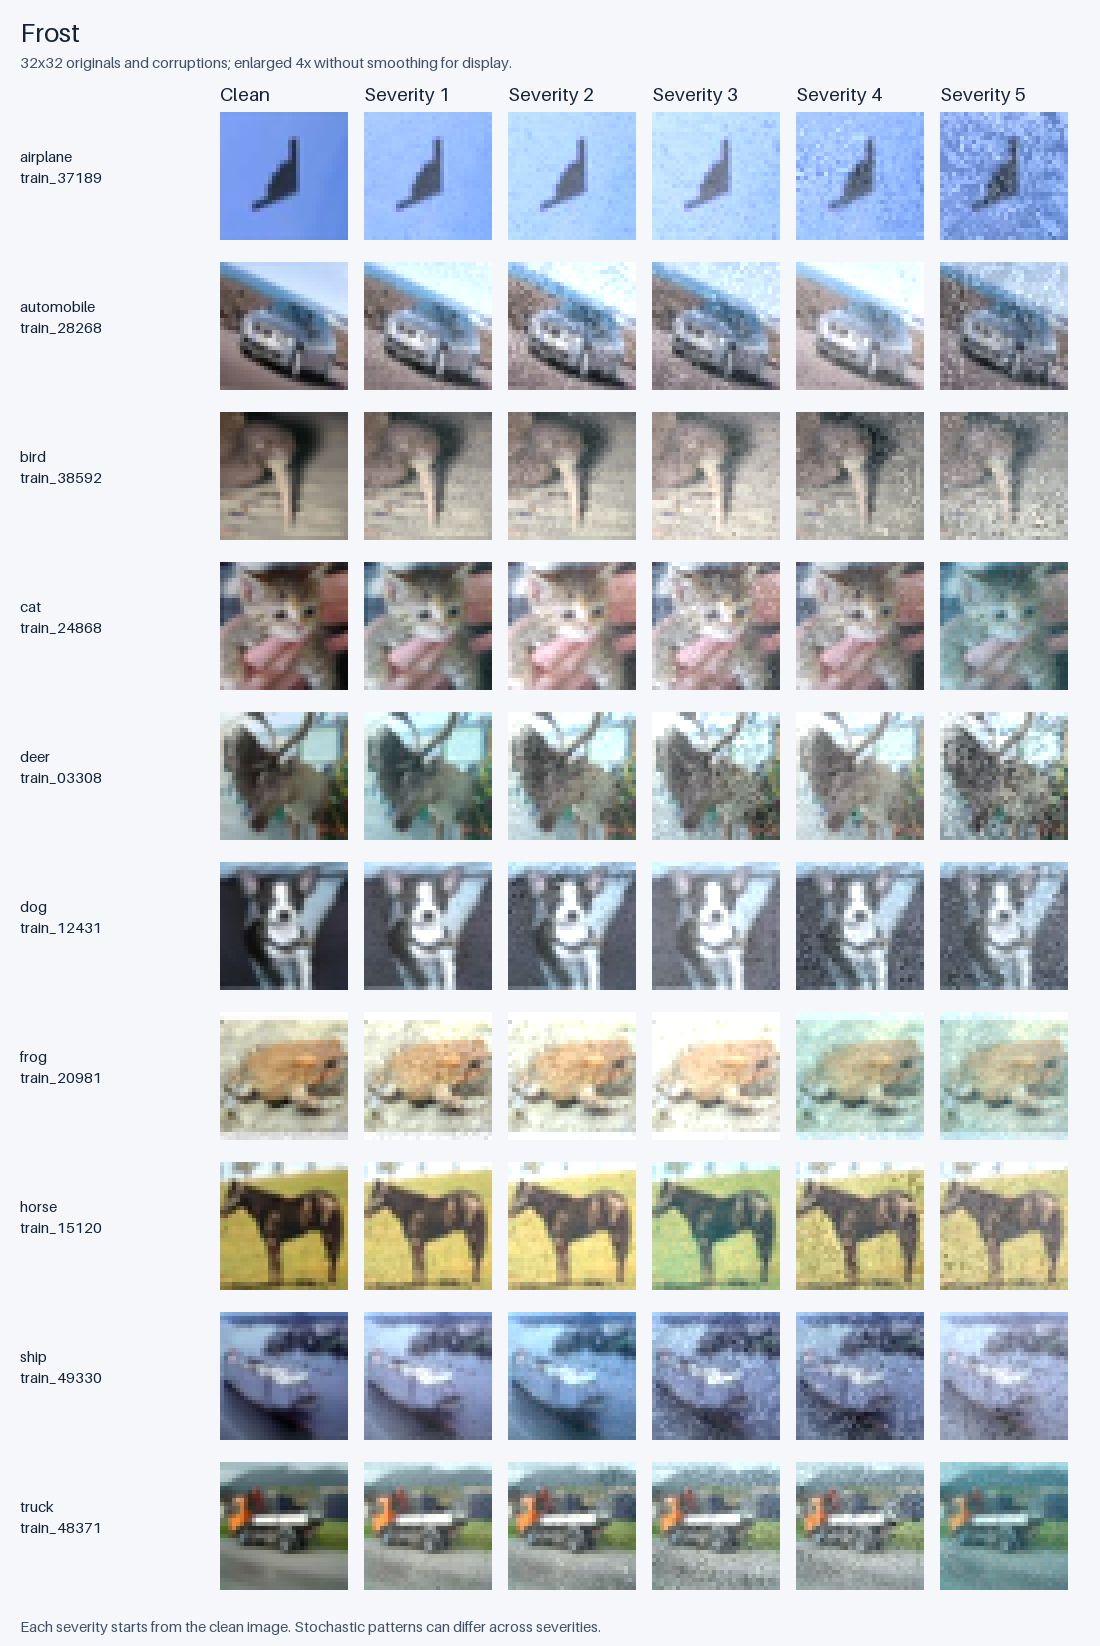 Frost
32x32 originals and corruptions; enlarged 4x without smoothing for display.
Clean Severity 1 Severity 2 Severity 3 Severity 4 Severity 5
airplane
train_37189
automobile
train_28268
bird
train_38592
cat
train_24868
deer
train_03308
dog
train_12431
frog
train_20981
horse
train_15120
ship
train_49330
truck
train_48371
Each severity starts from the clean image. Stochastic patterns can differ across severities.